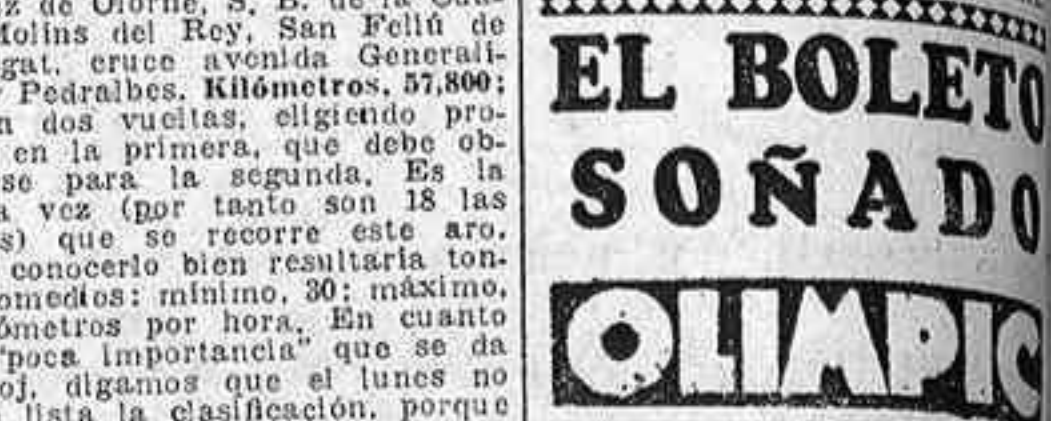 z de Olorne, S. B. de la
Molins del Rey, San Feliú de
gat, cruce avenida Generali-
Pedralbes. Kilómetros, 57,800;
n dos vueltas, eligiendo pro-
en la primera, que debe ob-
se para la segunda. Es la
a vez (por tanto son 18 las
s) que se recorre este aro.
conocerlo bien resultaría ton-
omedios: mínimo, 30; máximo,
ómetros por hora. En cuanto
"poca importancia" que se da
oj, digamos que el lunes no
lista la clasificación, porque
EL BOLETO
SOÑADO
OLIMPIC